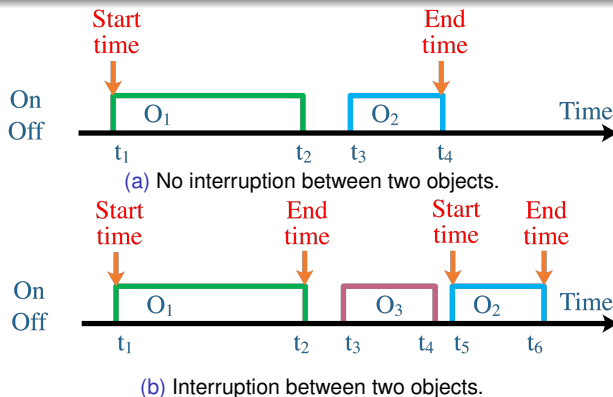 Start End
time time
On
Off O₁ O₂ Time
t₁ t₂ t₃ t₄
(a) No interruption between two objects.
Start End Start End
time time time time
On
Off O₁ O₃ O₂ Time
t₁ t₂ t₃ t₄ t₅ t₆
(b) Interruption between two objects.